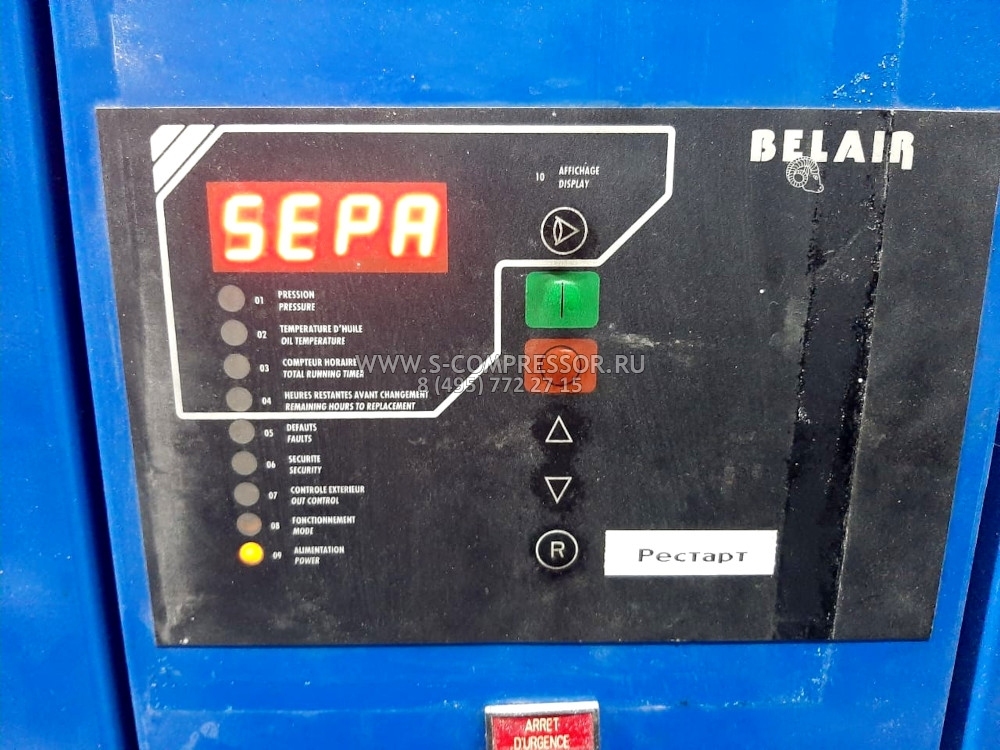 BELAIR
10 AFFICHAGE
DISPLAY
SEPA
01 PRESSION
PRESSURE
02 TEMPERATURE D'HUILE
OIL TEMPERATURE
03 COMPTEUR HORAIRE
TOTAL RUNNING TIMER
WWW.S-COMPRESSOR.RU
8 (495) 772 27 15
04 HEURES RESTANTES AVANT CHANGEMENT
REMAINING HOURS TO REPLACEMENT
05 DEFAUTS
FAULTS
06 SECURITE
SECURITY
07 CONTROLE EXTERIEUR
OUT CONTROL
08 FONCTIONNEMENT
MODE
09 ALIMENTATION
POWER
R
Рестарт
ARRET
D'URGENCE